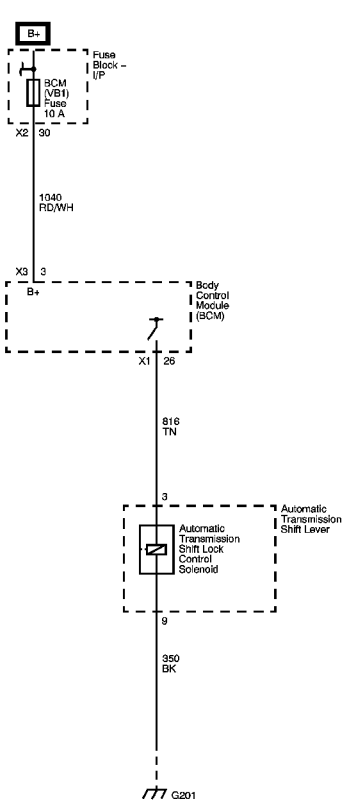 B+
Fuse
Block –
I/P
BCM
(VB1)
Fuse
10 A
X2 30
1040
RD/WH
X3 3
B+
Body
Control
Module
(BCM)
X1 26
816
TN
3
Automatic
Transmission
Shift Lever
Automatic
Transmission
Shift Lock
Control
Solenoid
9
350
BK
G201